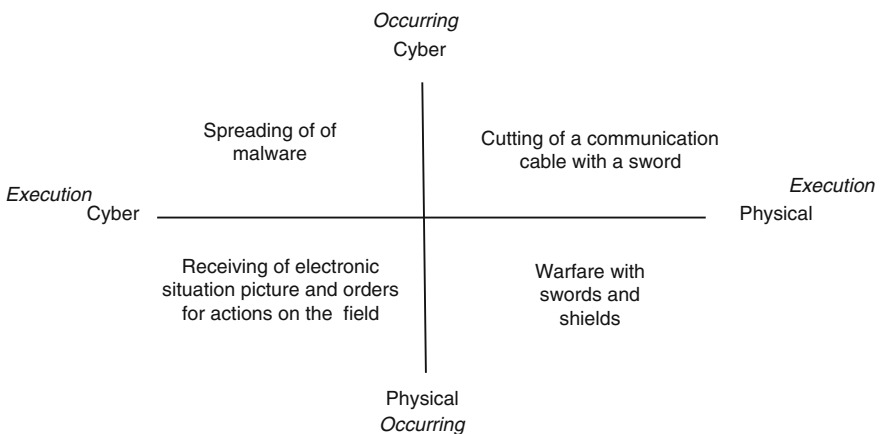 Occurring
Cyber
Spreading of of
malware
Cutting of a communication
cable with a sword
Execution
Cyber
Execution
Physical
Receiving of electronic
situation picture and orders
for actions on the field
Warfare with
swords and
shields
Physical
Occurring